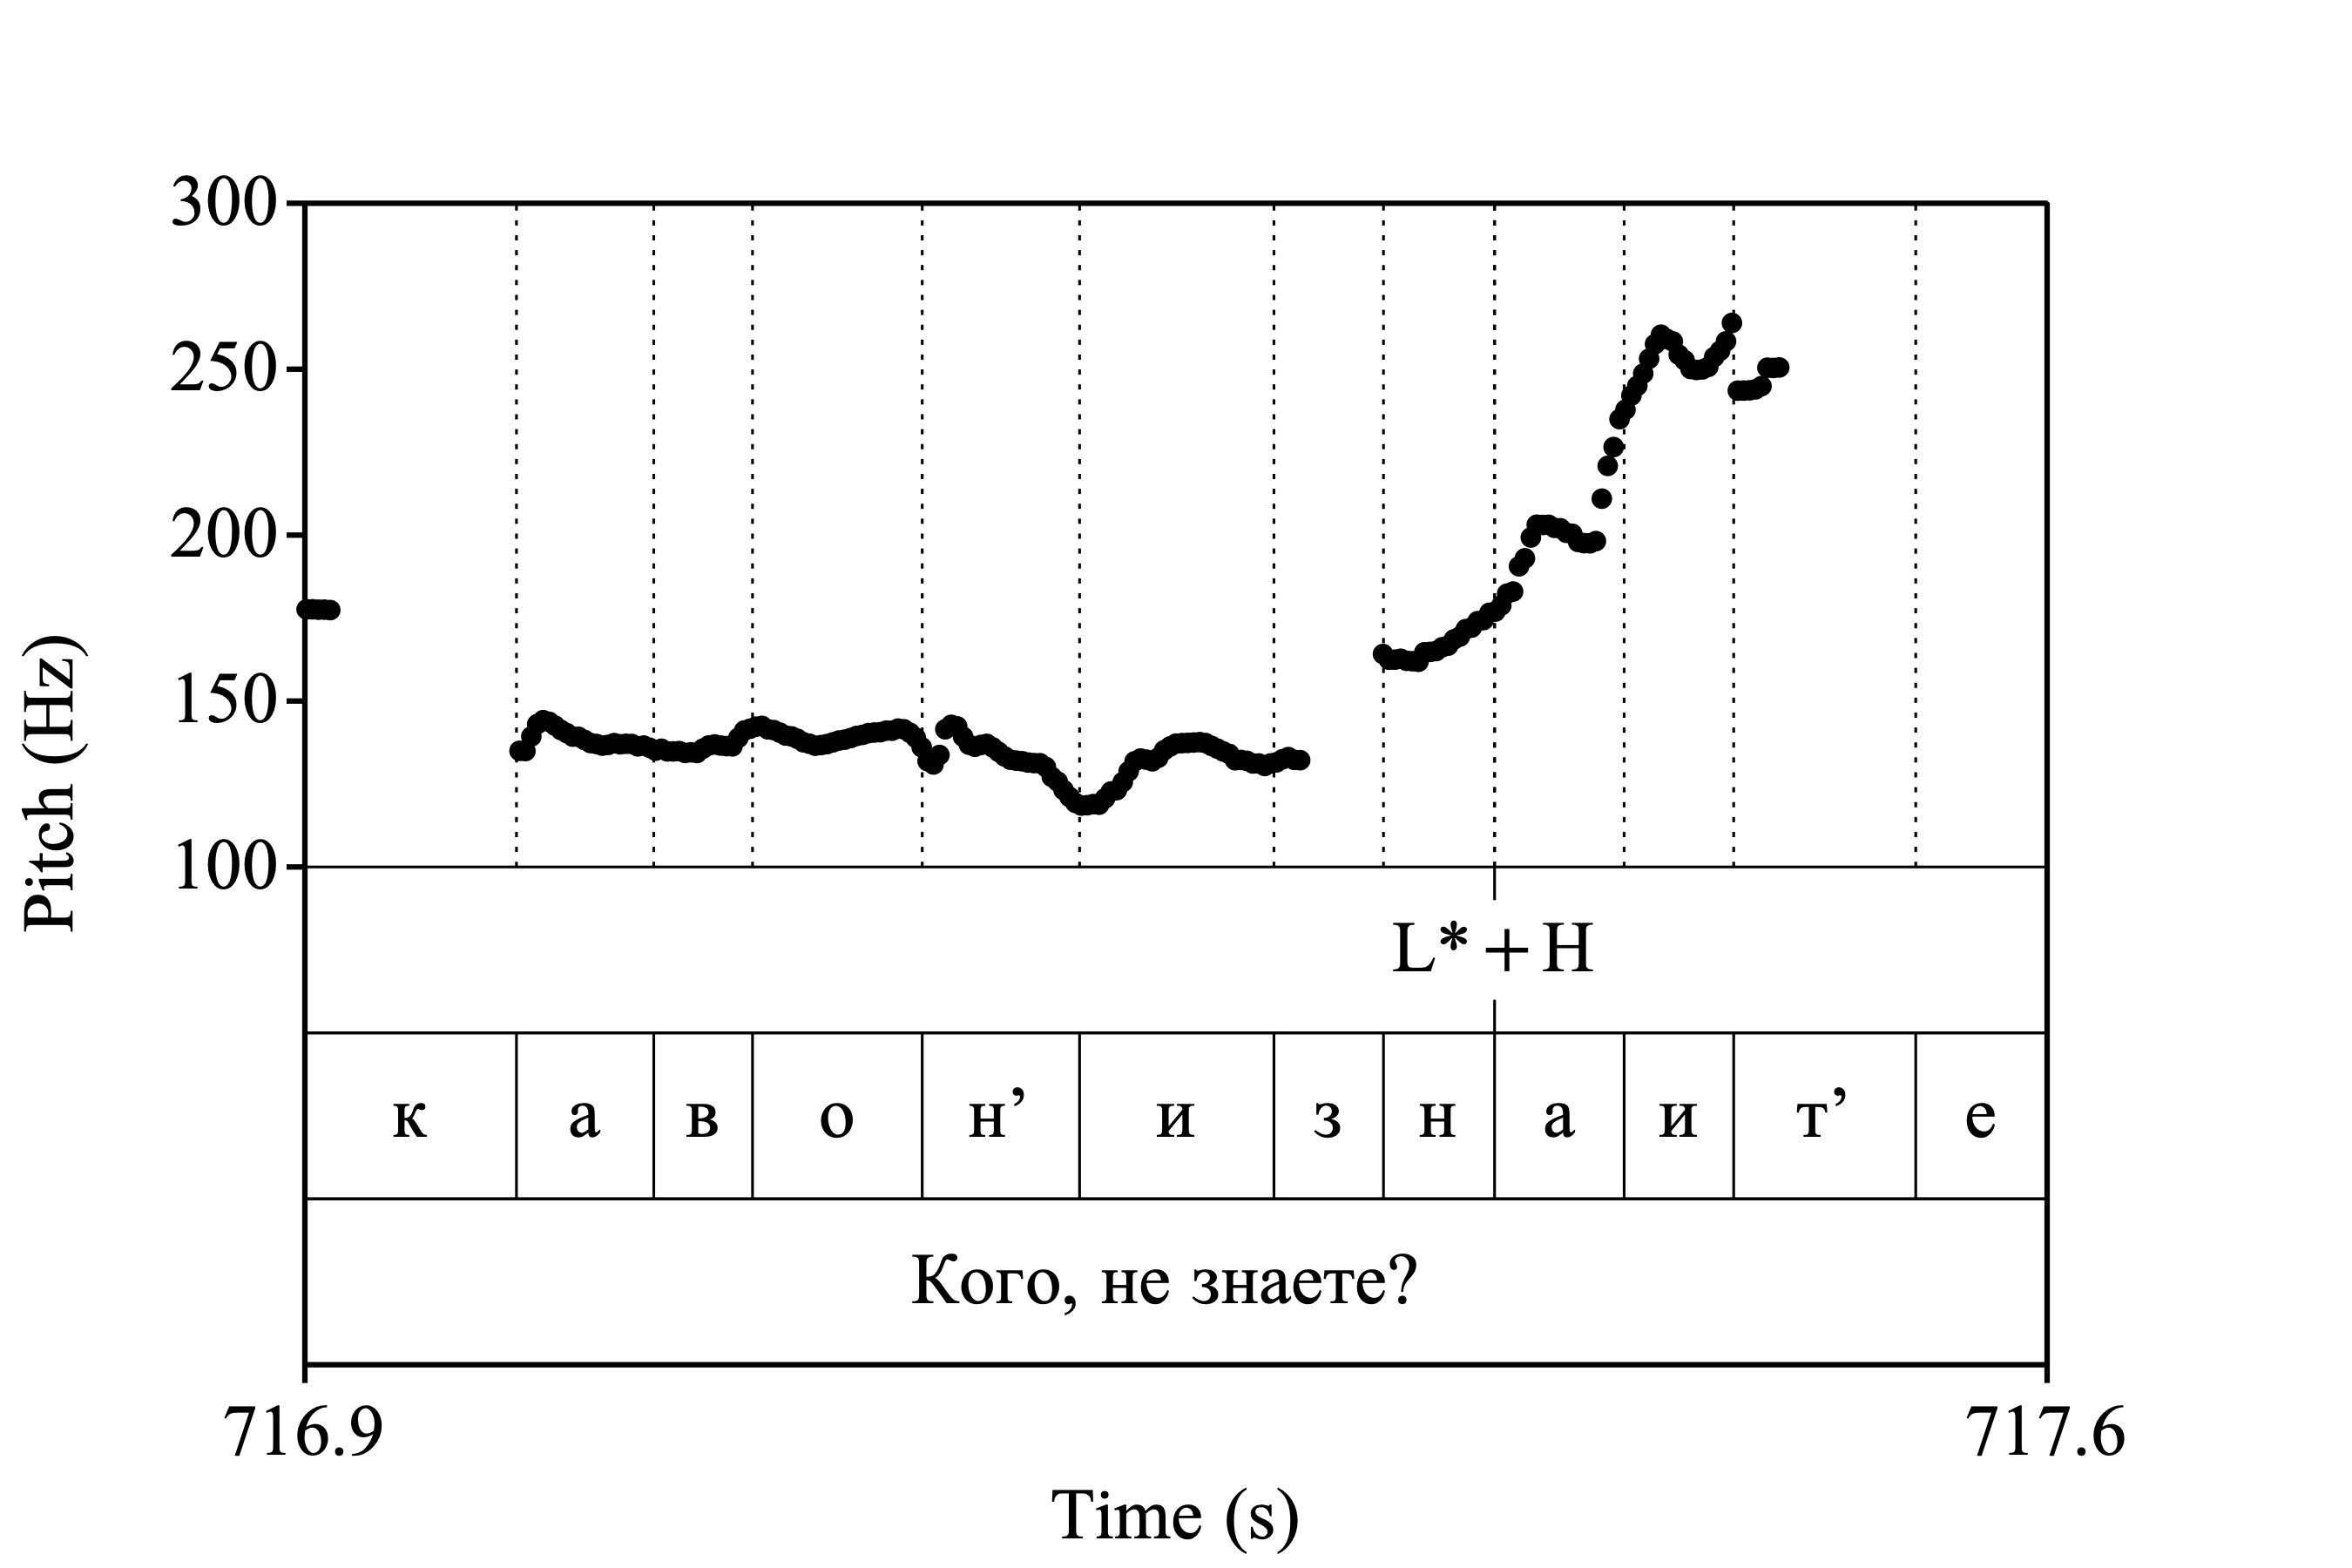 300
250
200
150
100
Pitch (Hz)
L*+H
к а в о н’ и з н а и т’ е
Кого, не знаете?
716.9 717.6
Time (s)